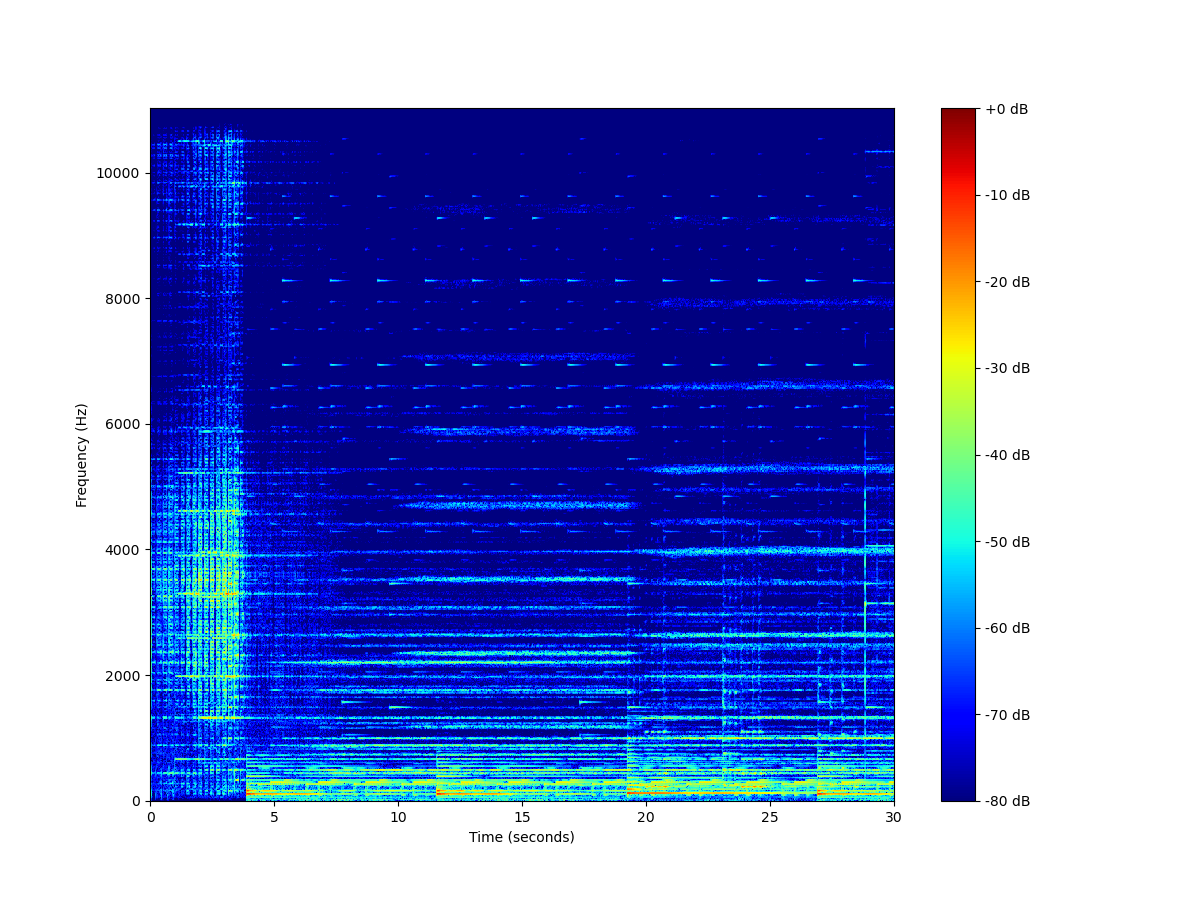 +0 dB
10000
-10 dB
-20 dB
8000
-30 dB
6000
-40 dB
Frequency (Hz)
-50 dB
4000
-60 dB
2000
-70 dB
0
-80 dB
0 5 10 15 20 25 30
Time (seconds)